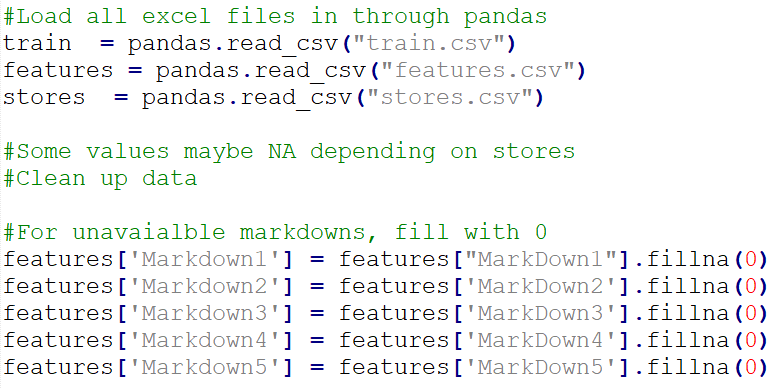 #Load all excel files in through pandas
train  = pandas.read_csv("train.csv")
features = pandas.read_csv("features.csv")
stores  = pandas.read_csv("stores.csv")
#Some values maybe NA depending on stores
#Clean up data
#For unavaialble markdowns, fill with 0
features['Markdown1'] = features["MarkDown1"].fillna(0)
features['Markdown2'] = features['MarkDown2'].fillna(0)
features['Markdown3'] = features['MarkDown3'].fillna(0)
features['Markdown4'] = features['MarkDown4'].fillna(0)
features['Markdown5'] = features['MarkDown5'].fillna(0)